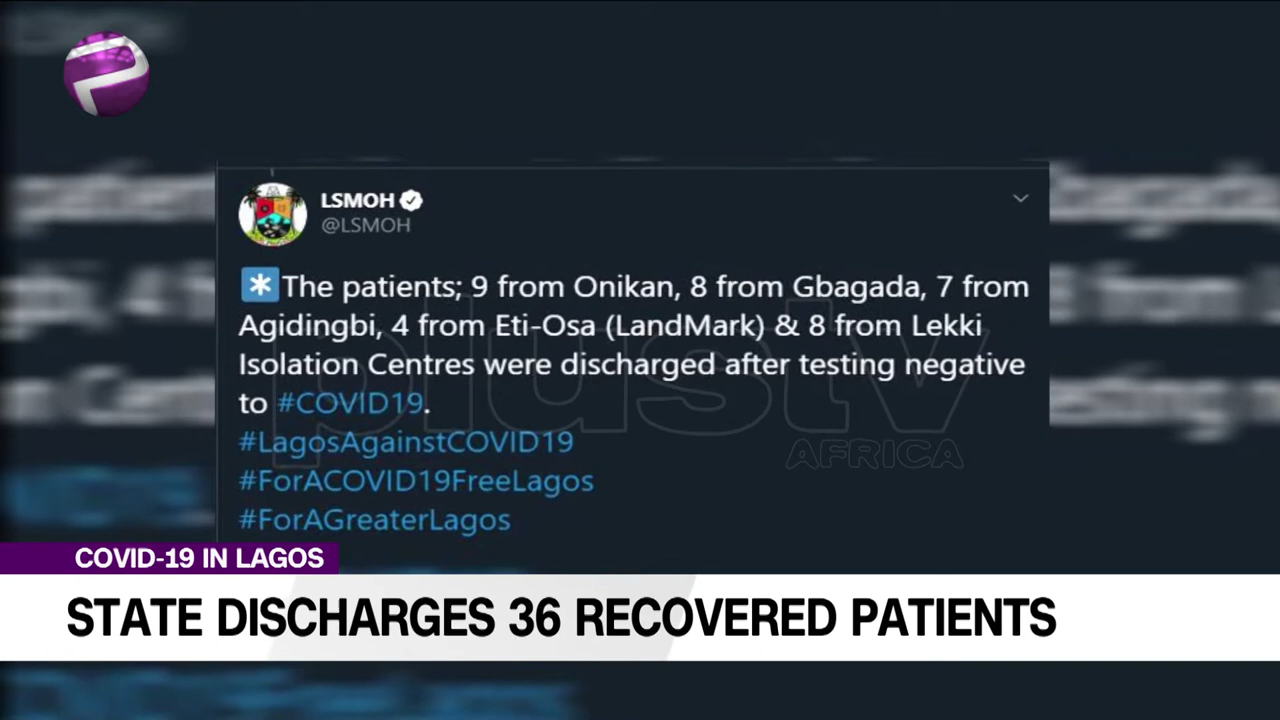 LSMOH
@LSMOH
*The patients; 9 from Onikan, 8 from Gbagada, 7 from
Agidingbi, 4 from Eti-Osa (LandMark) & 8 from Lekki
Isolation Centres were discharged after testing negative
to #COVID19.
#LagosAgainstCOVID19
#ForACOVID19FreeLagos
#ForAGreaterLagos
plustv
AFRICA
COVID-19 IN LAGOS
STATE DISCHARGES 36 RECOVERED PATIENTS